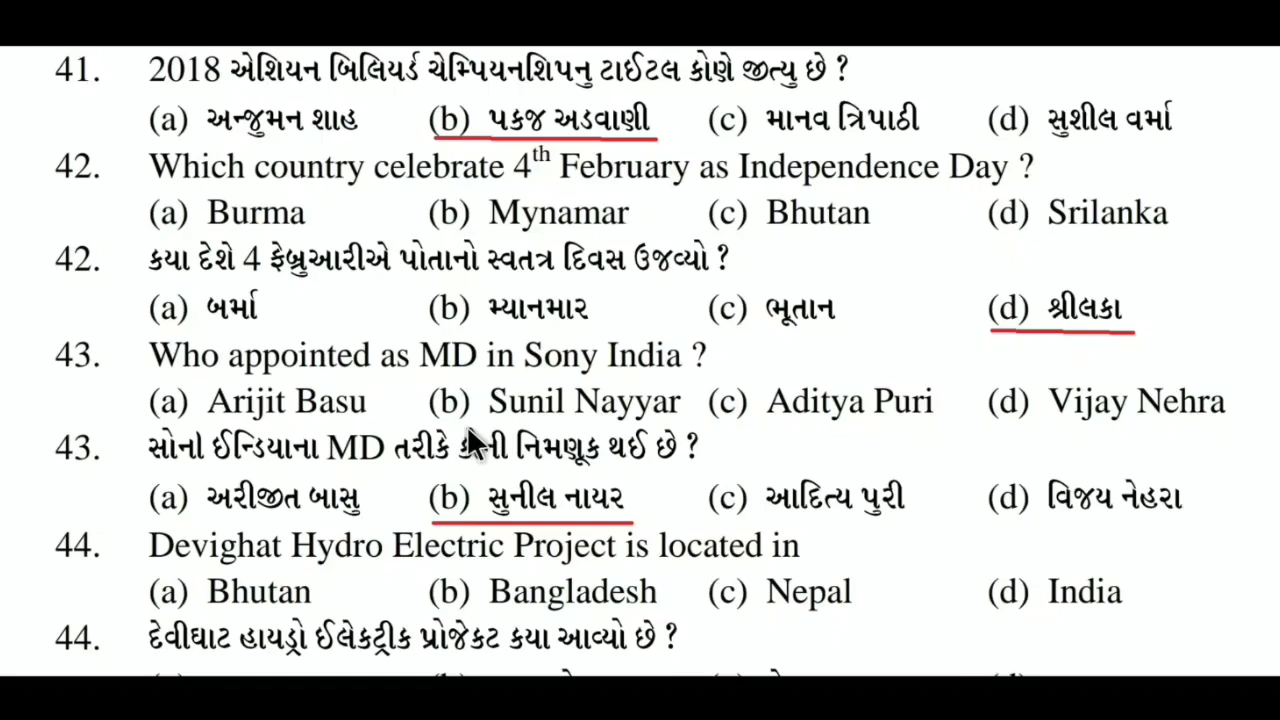 41. 2018 એશિયન બિલિયર્ડ ચેમ્પિયનશિપનુ ટાઈટલ કોણે જીત્યુ છે ?
(a) અન્જુમન શાહ (b) પકજ અડવાણી (c) માનવ ત્રિપાઠી (d) સુશીલ વર્મા
42. Which country celebrate 4th February as Independence Day ?
(a) Burma (b) Mynamar (c) Bhutan (d) Srilanka
42. કયા દેશે 4 ફેબ્રુઆરીએ પોતાનો સ્વતત્ર દિવસ ઉજવ્યો ?
(a) બર્મા (b) મ્યાનમાર (c) ભૂતાન (d) શ્રીલકા
43. Who appointed as MD in Sony India ?
(a) Arijit Basu (b) Sunil Nayyar (c) Aditya Puri (d) Vijay Nehra
43. સોની ઈન્ડિયાના MD તરીકે નિમણૂક થઈ છે ?
(a) અરીજીત બાસુ (b) સુનીલ નાયર (c) આદિત્ય પુરી (d) વિજય નેહરા
44. Devighat Hydro Electric Project is located in
(a) Bhutan (b) Bangladesh (c) Nepal (d) India
44. દેવીઘાટ હાયડ્રો ઈલેકટ્રીક પ્રોજેકટ કયા આવ્યો છે ?